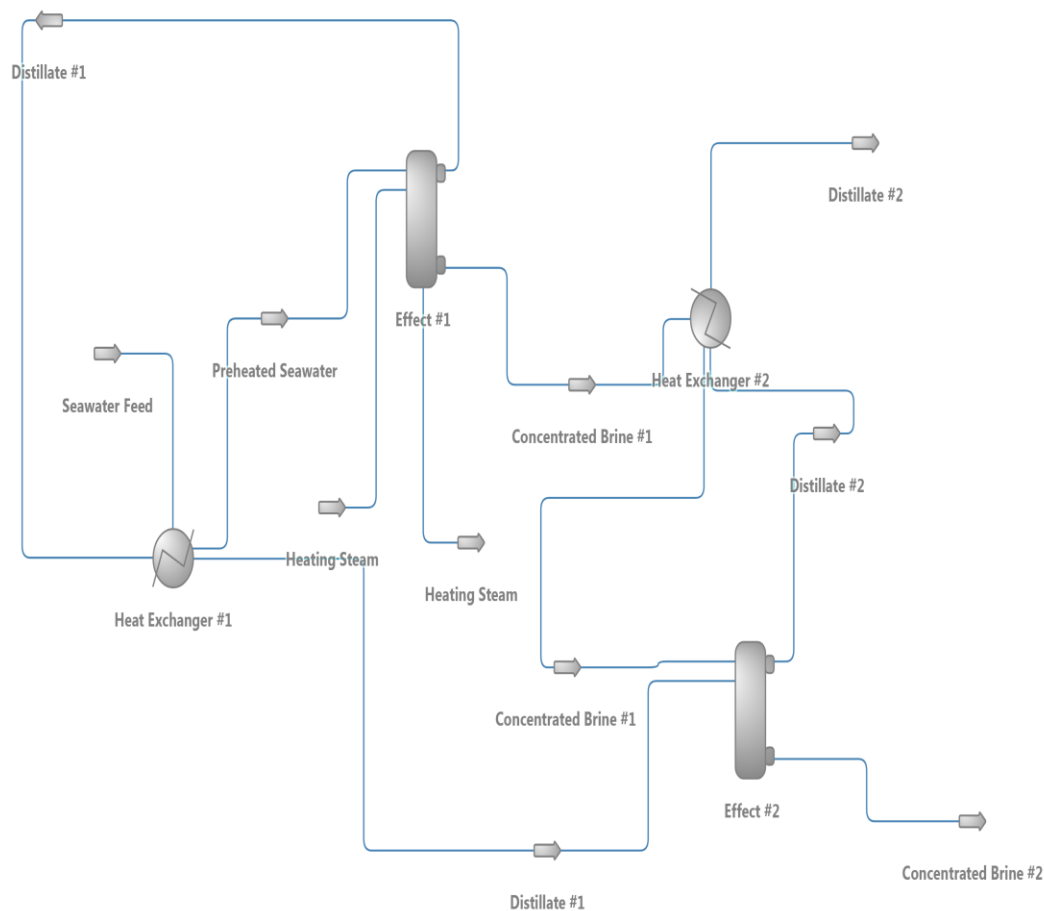 Distillate #1
Distillate #2
Effect #1
Preheated Seawater
Heat Exchanger #2
Seawater Feed
Concentrated Brine #1
Distillate #2
Heating Steam
Heating Steam
Heat Exchanger #1
Concentrated Brine #1
Effect #2
Concentrated Brine #2
Distillate #1